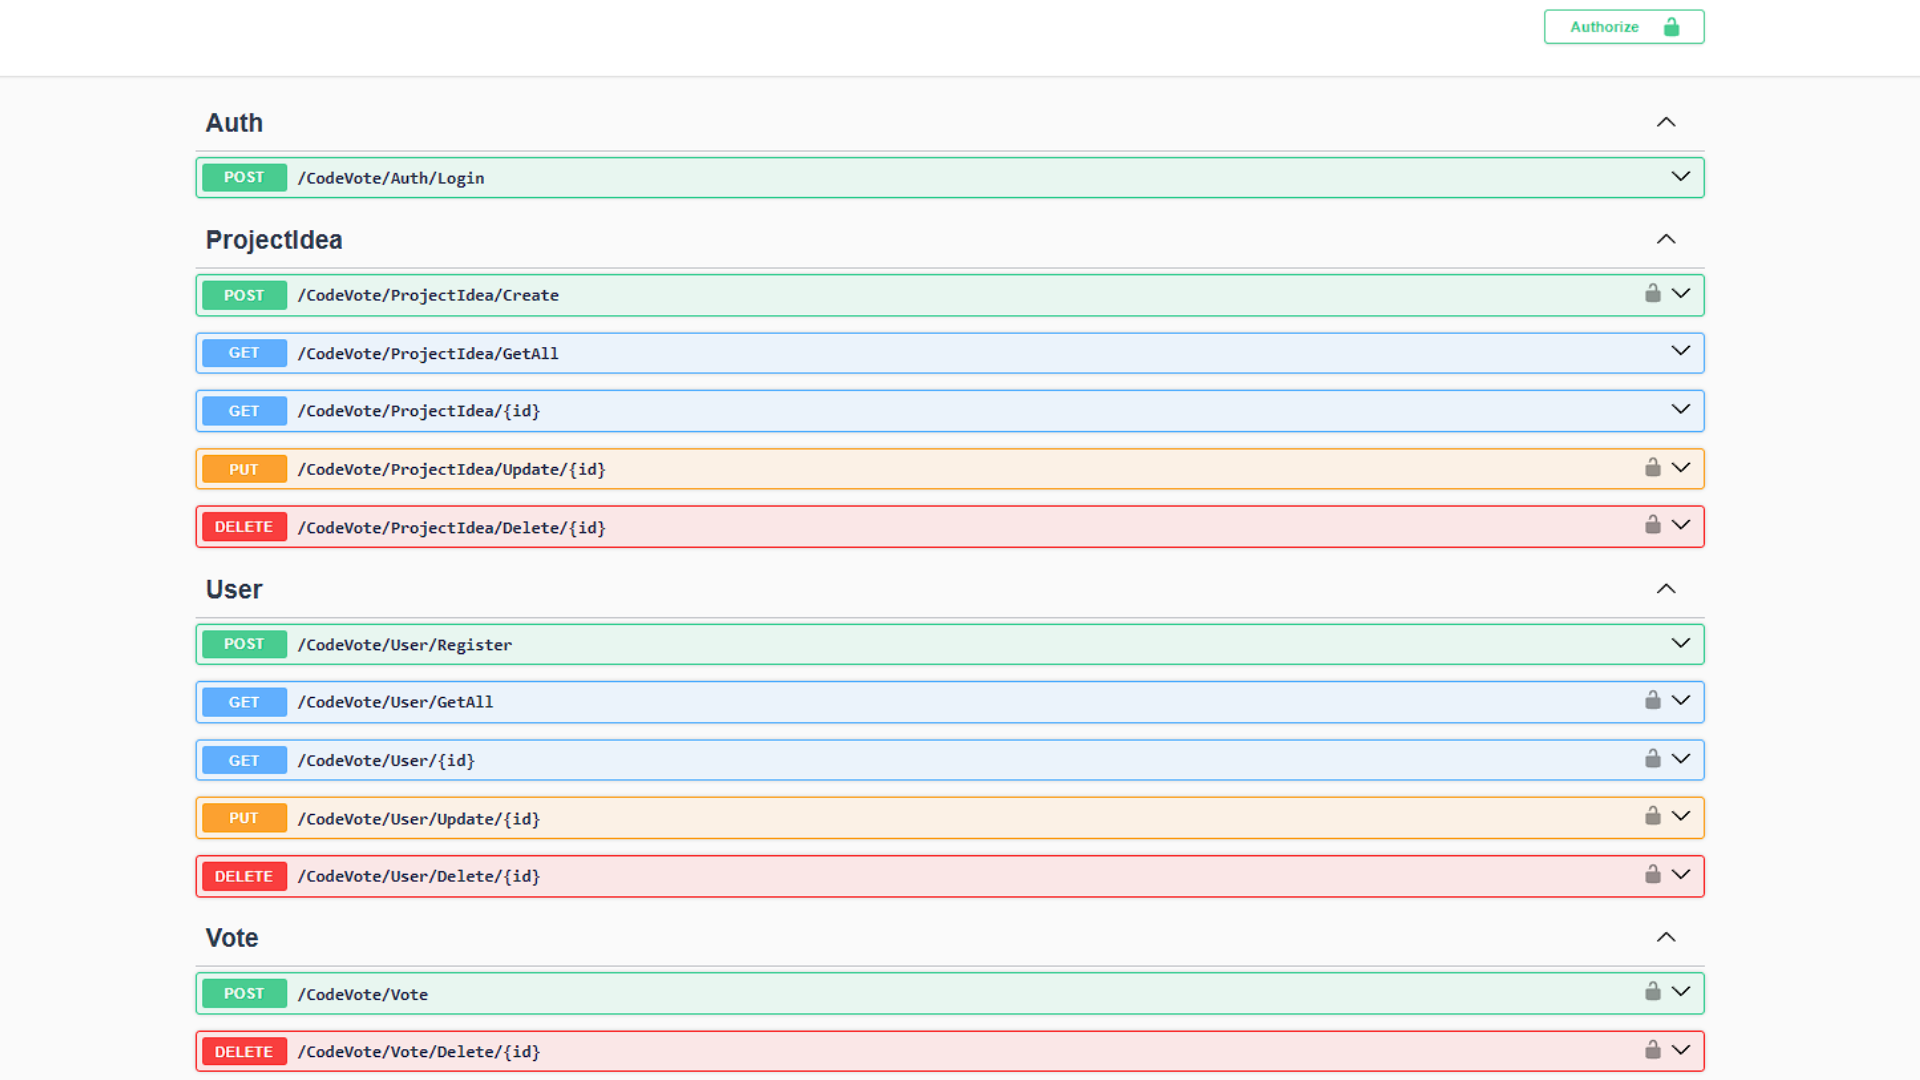 Authorize
Auth
POST /CodeVote/Auth/Login
ProjectIdea
POST /CodeVote/ProjectIdea/Create
GET /CodeVote/ProjectIdea/GetAll
GET /CodeVote/ProjectIdea/{id}
PUT /CodeVote/ProjectIdea/Update/{id}
DELETE /CodeVote/ProjectIdea/Delete/{id}
User
POST /CodeVote/User/Register
GET /CodeVote/User/GetAll
GET /CodeVote/User/{id}
PUT /CodeVote/User/Update/{id}
DELETE /CodeVote/User/Delete/{id}
Vote
POST /CodeVote/Vote
DELETE /CodeVote/Vote/Delete/{id}